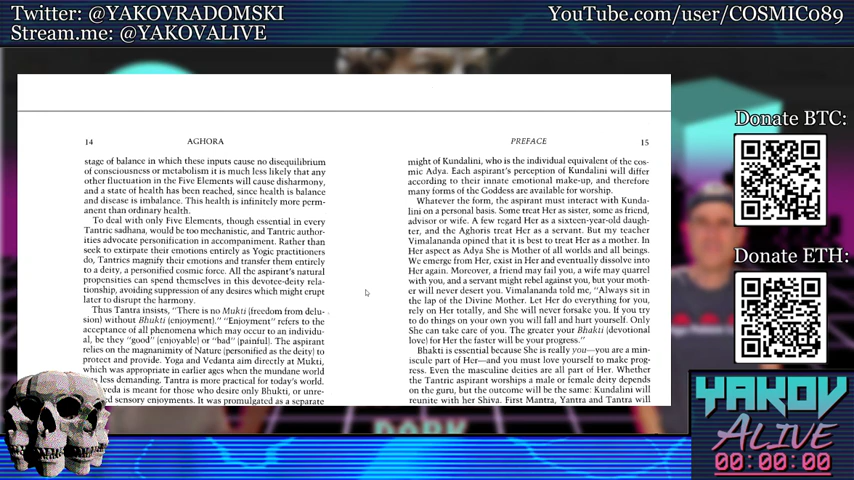 Twitter: @YAKOVRADOMSKI
Stream.me: @YAKOVALIVE
YouTube.com/user/COSMIC089
14 AGHORA
stage of balance in which these inputs cause no disequilibrium
of consciousness or metabolism it is much less likely that any
other fluctuation in the Five Elements will cause disharmony,
and a state of health has been reached, since health is balance
and disease is imbalance. This health is infinitely more perm-
anent than ordinary health.
To deal with only Five Elements, though essential in every
Tantric sadhana, would be too mechanistic, and Tantric author-
ities advocate personification in accompaniment. Rather than
seek to extirpate their emotions entirely as Yogic practitioners
do, Tantrics magnify their emotions and transfer them entirely
to a deity, a personified cosmic force. All the aspirant's natural
propensities can spend themselves in this devotee-deity rela-
tionship, avoiding suppression of any desires which might erupt
later to disrupt the harmony.
Thus Tantra insists, "There is no Mukti (freedom from delu-
sion) without Bhukti (enjoyment)." "Enjoyment" refers to the
acceptance of all phenomena which may occur to an individu-
al, be they "good" (enjoyable) or "bad" (painful). The aspirant
relies on the magnanimity of Nature (personified as the deity) to
protect and provide. Yoga and Vedanta aim directly at Mukti,
which was appropriate in earlier ages when the mundane world
was less demanding. Tantra is more practical for today's world.
veda is meant for those who desire only Bhukti, or unre-
sensory enjoyments. It was promulgated as a separate
PREFACE 15
might of Kundalini, who is the individual equivalent of the cos-
mic Adya. Each aspirant's perception of Kundalini will differ
according to their innate emotional make-up, and therefore
many forms of the Goddess are available for worship.
Whatever the form, the aspirant must interact with Kunda-
lini on a personal basis. Some treat Her as sister, some as friend,
advisor or wife. A few regard Her as a sixteen-year-old daugh-
ter, and the Aghoris treat Her as a servant. But my teacher
Vimalananda opined that it is best to treat Her as a mother. In
Her aspect as Adya She is Mother of all worlds and all beings.
We emerge from Her, exist in Her and eventually dissolve into
Her again. Moreover, a friend may fail you, a wife may quarrel
with you, and a servant might rebel against you, but your moth-
er will never desert you. Vimalananda told me, "Always sit in
the lap of the Divine Mother. Let Her do everything for you,
rely on Her totally, and She will never forsake you. If you try
to do things on your own you will fall and hurt yourself. Only
She can take care of you. The greater your Bhakti (devotional
love) for Her the faster will be your progress."
Bhakti is essential because She is really you—you are a min-
iscule part of Her—and you must love yourself to make prog-
ress. Even the masculine deities are all part of Her. Whether
the Tantric aspirant worships a male or female deity depends
on the guru, but the outcome will be the same: Kundalini will
reunite with her Shiva. First Mantra, Yantra and Tantra will
Donate BTC:
Donate ETH:
YAKOV
ALIVE
00:00:00
DARK